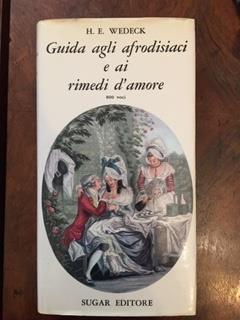 H. E. WEDECK
Guida agli afrodisiaci
e ai
rimedi d'amore
800 voci
SUGAR EDITORE